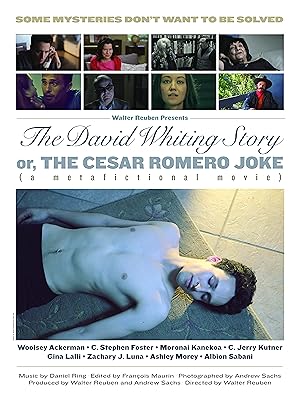 SOME MYSTERIES DON'T WANT TO BE SOLVED
Walter Reuben Presents
The David Whiting Story
or, THE CESAR ROMERO JOKE
(a metafictional movie)
Woolsey Ackerman • C. Stephen Foster • Moronai Kanekoa • C. Jerry Kutner
Gina Lalli • Zachary J. Luna • Ashley Morey • Albion Sabani
Music by Daniel Ring Edited by François Maurin Photographed by Andrew Sachs
Produced by Walter Reuben and Andrew Sachs Directed by Walter Reuben